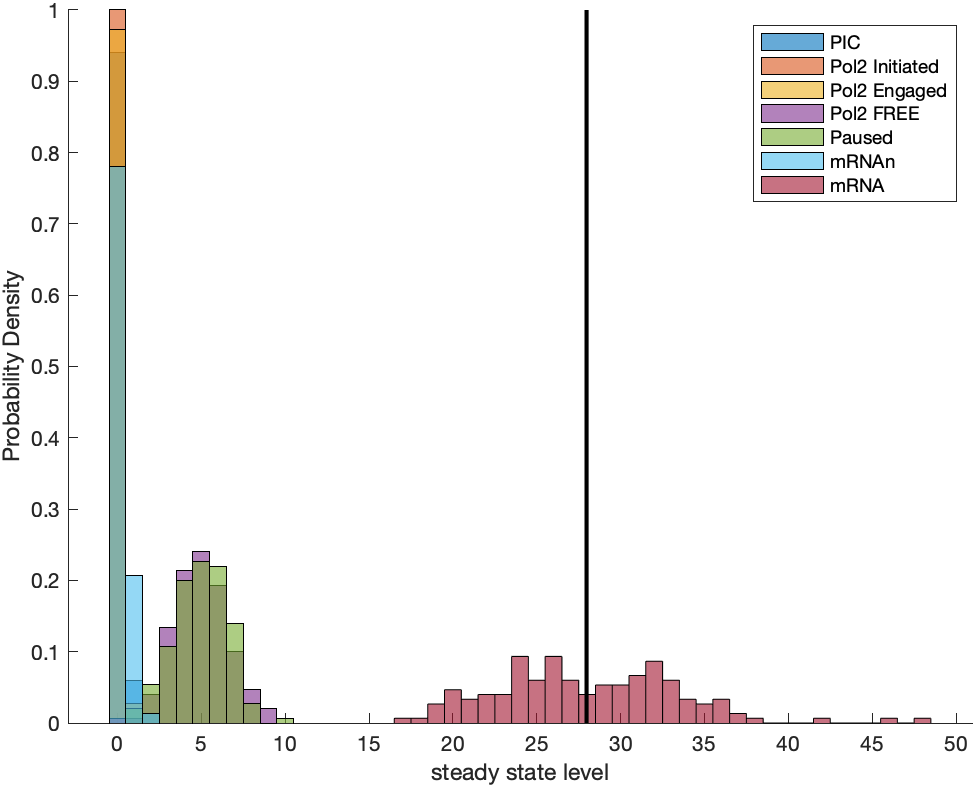 1
0.9
0.8
0.7
0.6
0.5
0.4
0.3
0.2
0.1
0
Probability Density
PIC
Pol2 Initiated
Pol2 Engaged
Pol2 FREE
Paused
mRNAn
mRNA
0 5 10 15 20 25 30 35 40 45 50
steady state level